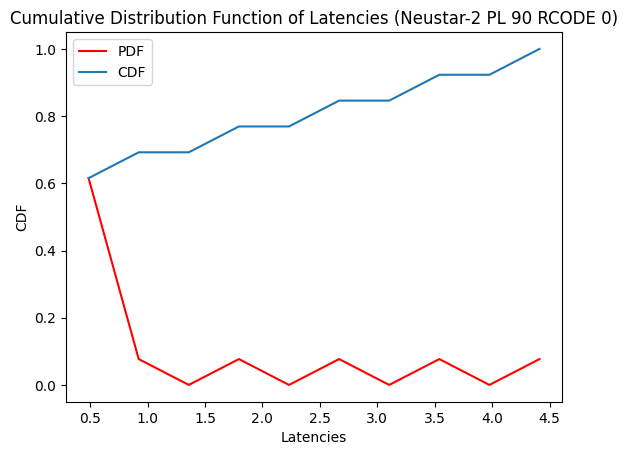 Cumulative Distribution Function of Latencies (Neustar-2 PL 90 RCODE 0)
PDF
CDF
1.0
0.8
0.6
0.4
0.2
0.0
CDF
0.5 1.0 1.5 2.0 2.5 3.0 3.5 4.0 4.5
Latencies